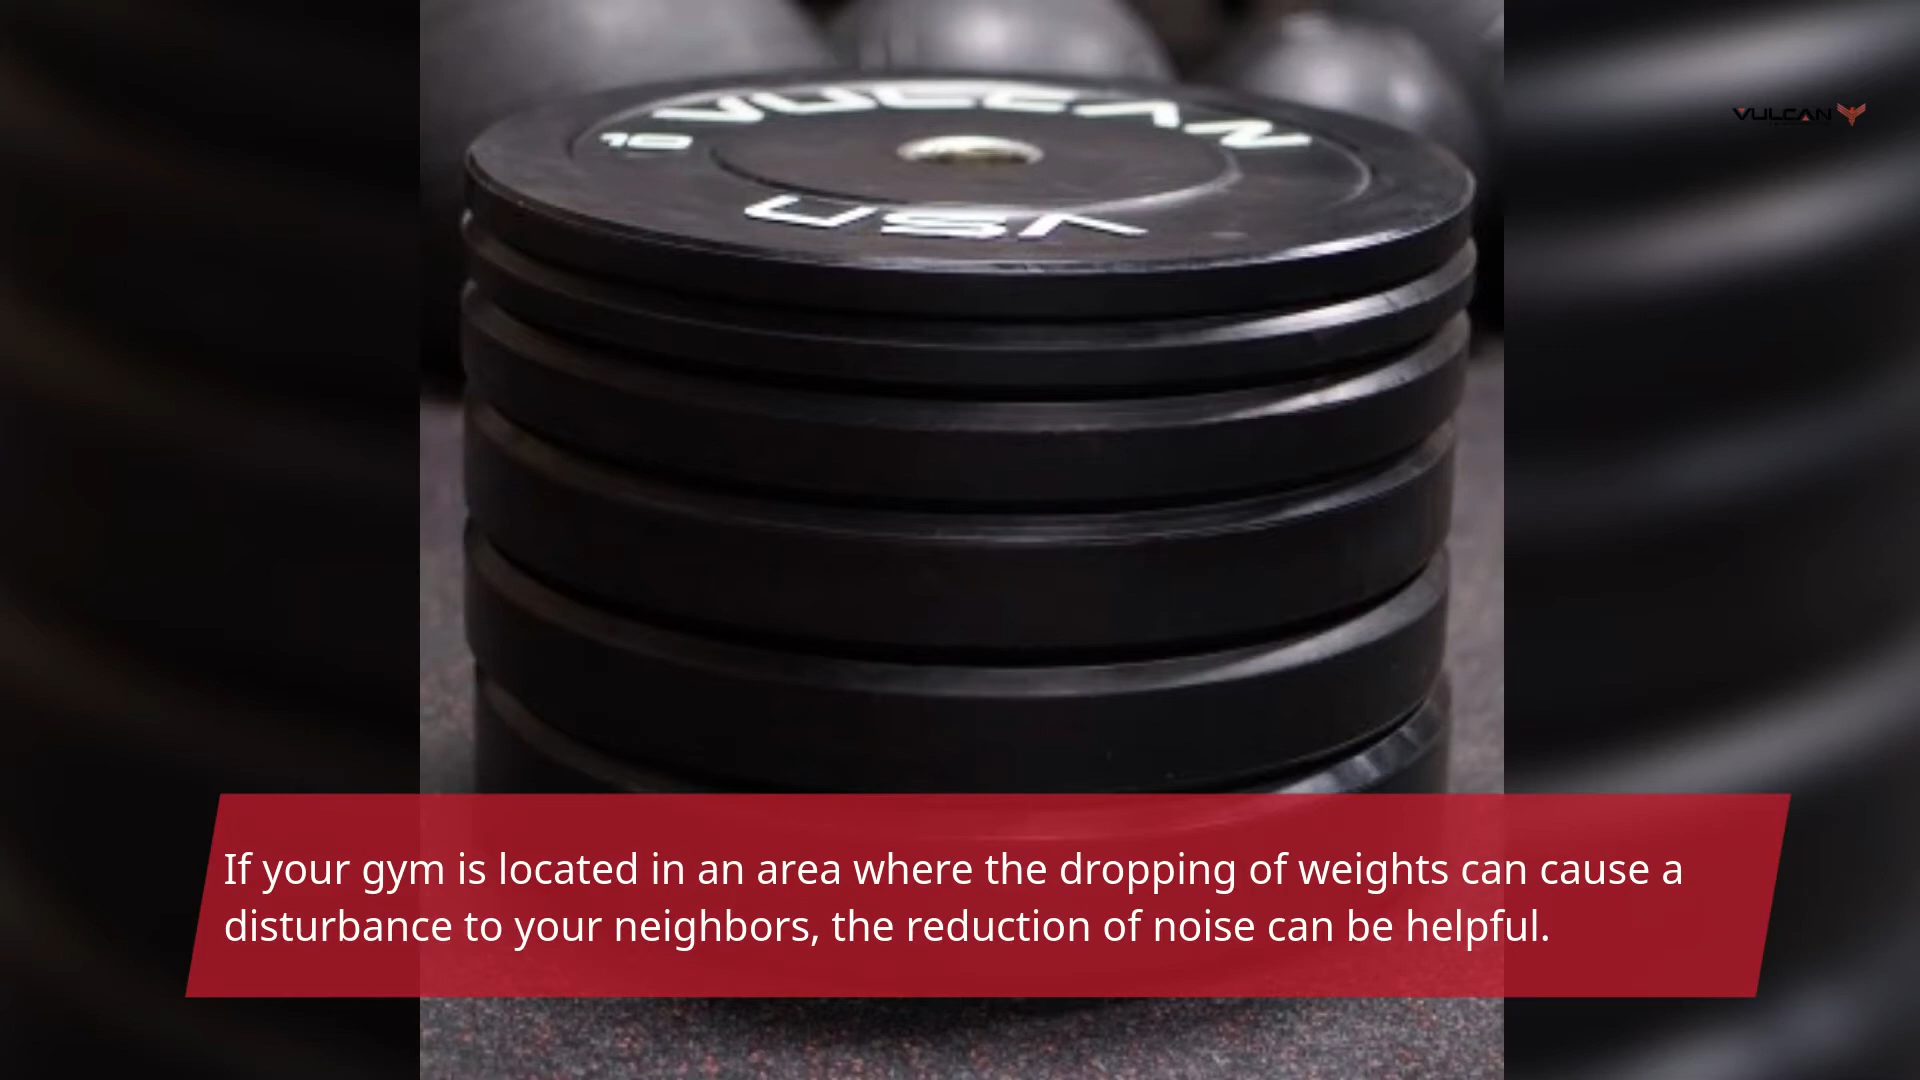 VULCAN
10
USA
VULCAN
If your gym is located in an area where the dropping of weights can cause a
disturbance to your neighbors, the reduction of noise can be helpful.